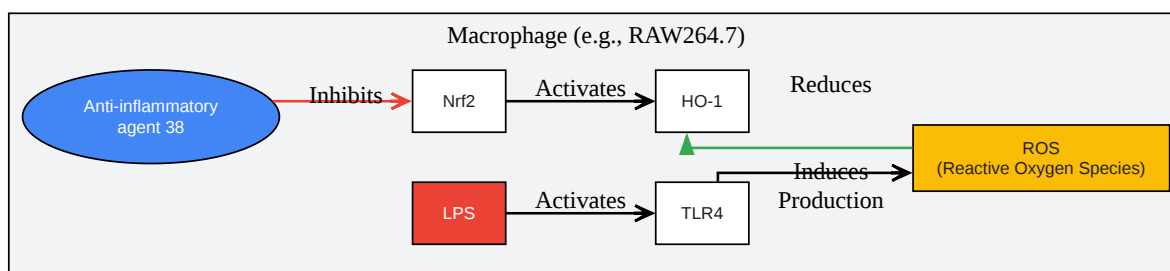 Macrophage (e.g., RAW264.7)
Anti-inflammatory
agent 38
Inhibits
Nrf2
Activates
HO-1
Reduces
ROS
(Reactive Oxygen Species)
LPS
Activates
TLR4
Induces
Production